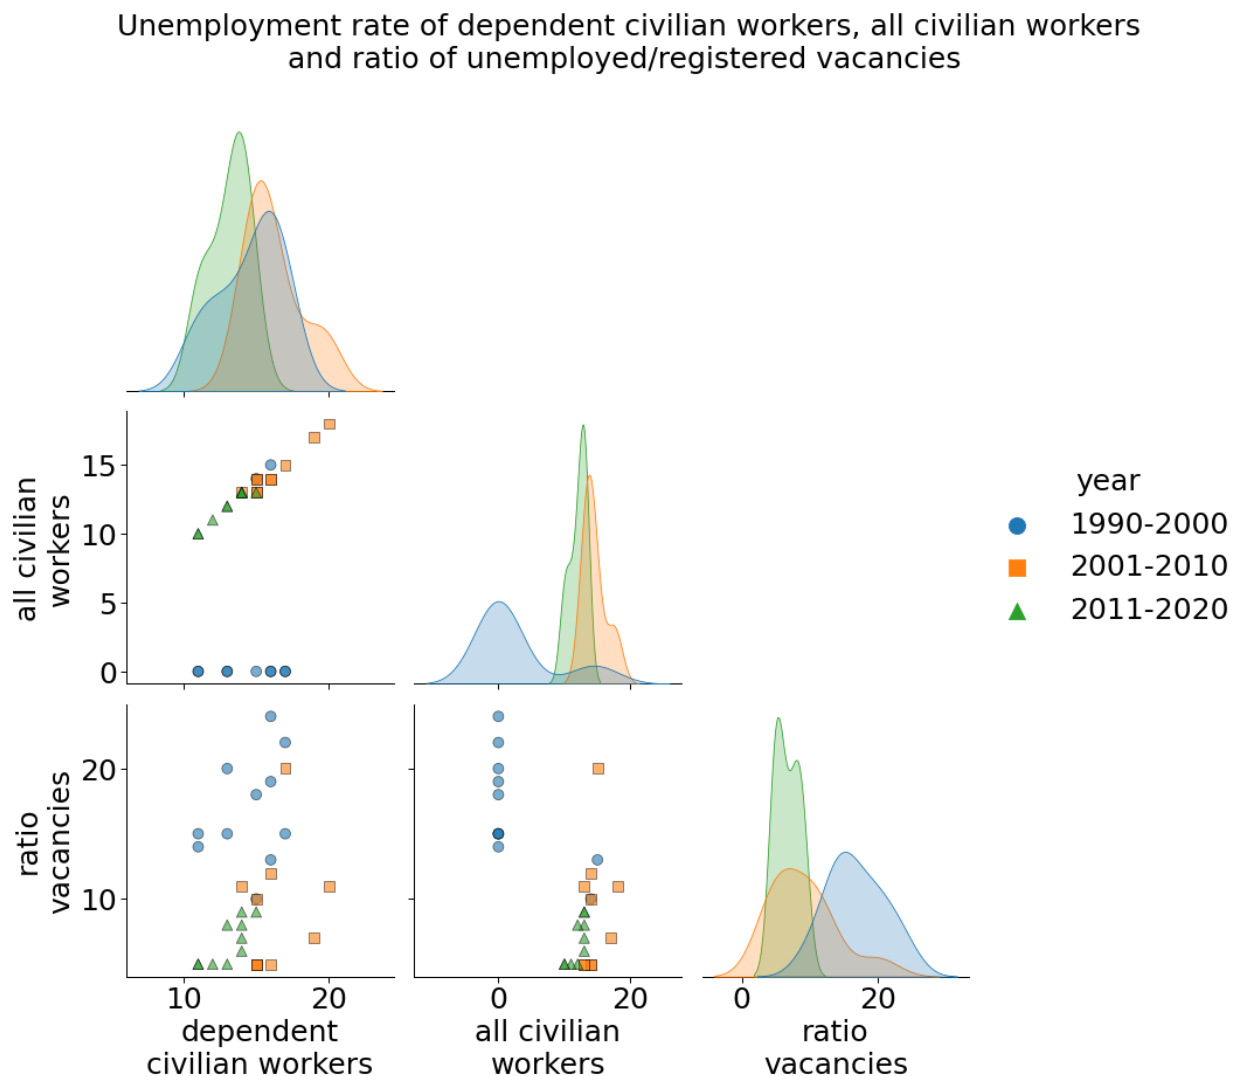 Unemployment rate of dependent civilian workers, all civilian workers
and ratio of unemployed/registered vacancies
15
10
5
0
all civilian
workers
year
1990-2000
2001-2010
2011-2020
20
10
ratio
vacancies
10
20
0
20
0
20
dependent
civilian workers
all civilian
workers
ratio
vacancies